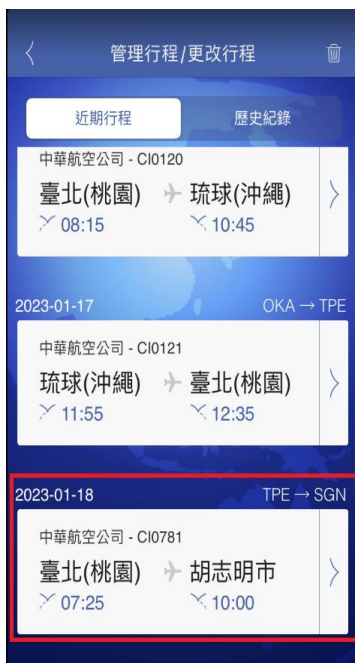 管理行程/更改行程
近期行程 歷史紀錄
中華航空公司 - CI0120
臺北(桃園) 琉球(沖繩)
08:15 10:45
2023-01-17 OKA → TPE
中華航空公司 - CI0121
琉球(沖繩) 臺北(桃園)
11:55 12:35
2023-01-18 TPE → SGN
中華航空公司 - CI0781
臺北(桃園) 胡志明市
07:25 10:00